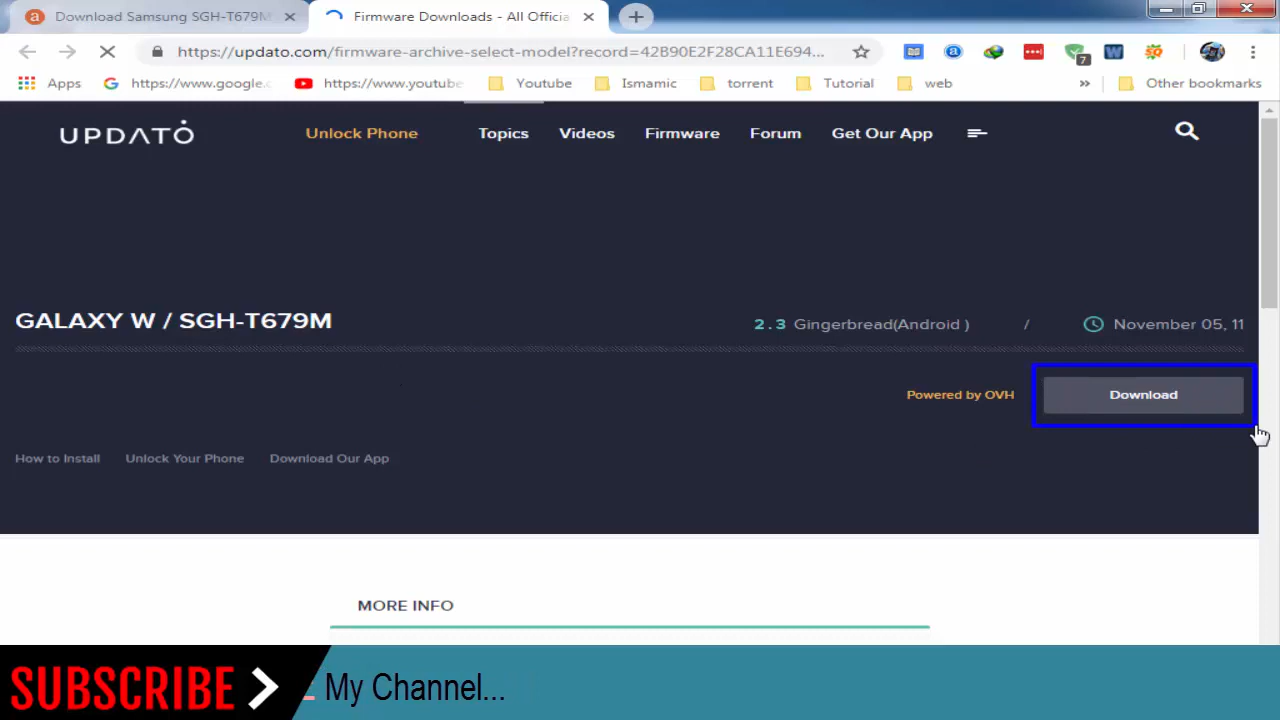 Download Samsung SGH-T679M
Firmware Downloads - All Officia
https://updato.com/firmware-archive-select-model?record=42B90E2F28CA11E694...
7
W
Apps
https://www.google.c
https://www.youtube
Youtube
Ismamic
torrent
Tutorial
web
»
Other bookmarks
UPDATO
Unlock Phone
Topics
Videos
Firmware
Forum
Get Our App
GALAXY W / SGH-T679M
2.3 Gingerbread(Android ) / November 05, 11
Powered by OVH
Download
How to Install
Unlock Your Phone
Download Our App
MORE INFO
SUBSCRIBE
My Channel...